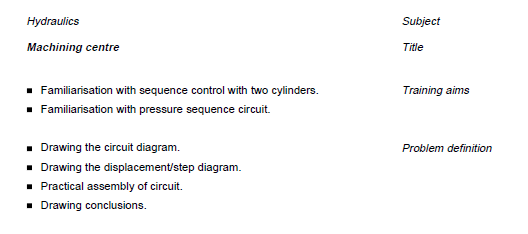 Hydraulics Subject
Machining centre Title
■ Familiarisation with sequence control with two cylinders. Training aims
■ Familiarisation with pressure sequence circuit.
■ Drawing the circuit diagram. Problem definition
■ Drawing the displacement/step diagram.
■ Practical assembly of circuit.
■ Drawing conclusions.